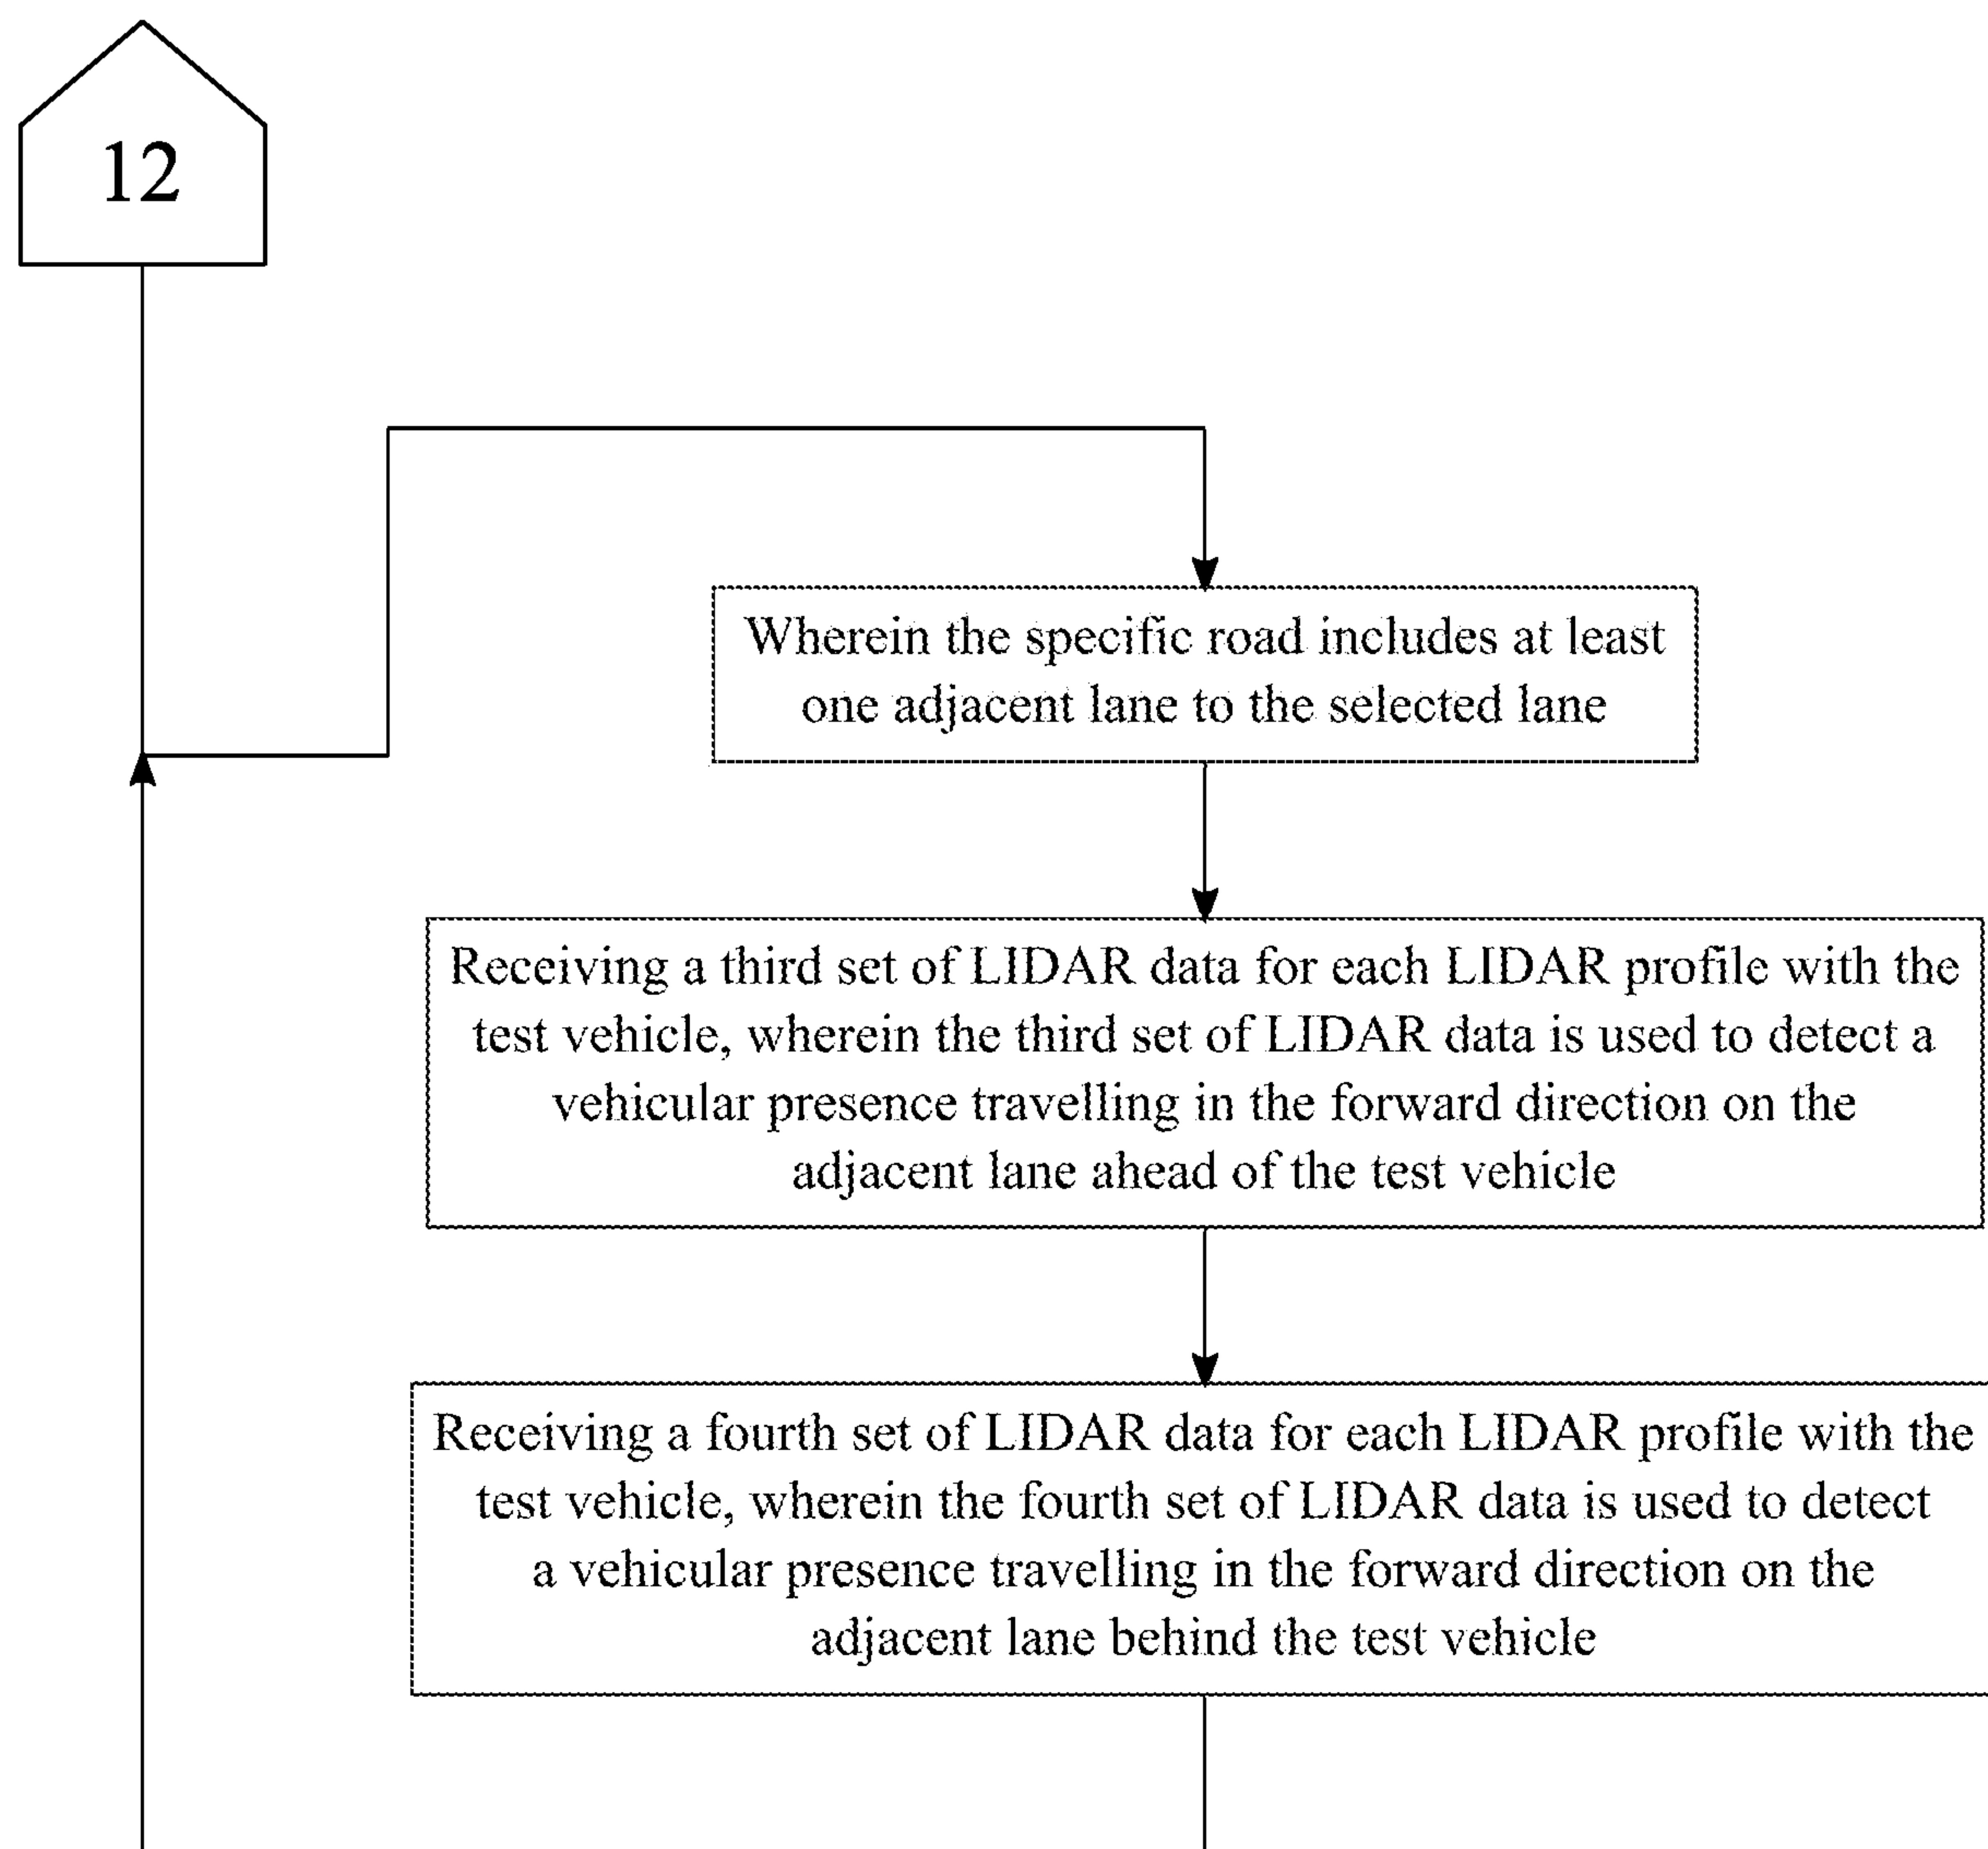 12
Wherein the specific road includes at least
one adjacent lane to the selected lane
Receiving a third set of LIDAR data for each LIDAR profile with the
test vehicle, wherein the third set of LIDAR data is used to detect a
vehicular presence travelling in the forward direction on the
adjacent lane ahead of the test vehicle
Receiving a fourth set of LIDAR data for each LIDAR profile with the
test vehicle, wherein the fourth set of LIDAR data is used to detect
a vehicular presence travelling in the forward direction on the
adjacent lane behind the test vehicle